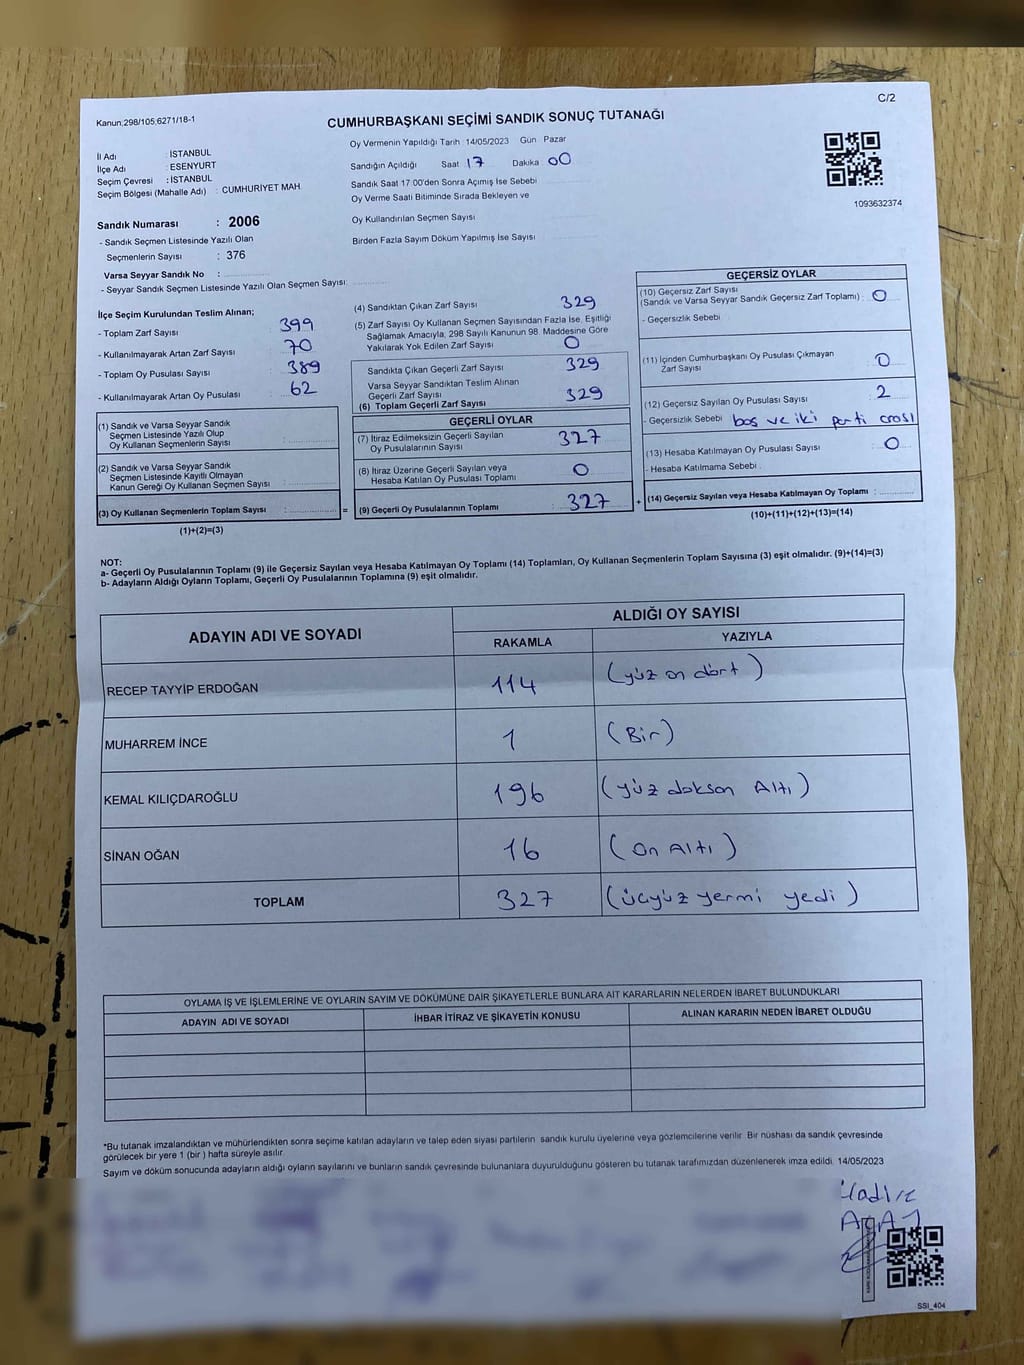 C/2
Kanun;298/105;6271/18-1
CUMHURBAŞKANI SEÇİMİ SANDIK SONUÇ TUTANAĞI
İl Adı : İSTANBUL
İlçe Adı : ESENYURT
Seçim Çevresi : İSTANBUL
Seçim Bölgesi (Mahalle Adı) : CUMHURİYET MAH
Sandık Numarası : 2006
- Sandık Seçmen Listesinde Yazılı Olan
Seçmenlerin Sayısı : 376
Varsa Seyyar Sandık No :
- Seyyar Sandık Seçmen Listesinde Yazılı Olan Seçmen Sayısı:
Oy Vermenin Yapıldığı Tarih 14/05/2023 Gün Pazar
Sandığın Açıldığı Saat 17 Dakika 00
Sandık Saat 17:00'den Sonra Açımış İse Sebebi
Oy Verme Saati Bitiminde Sırada Bekleyen ve
Oy Kullandırılan Seçmen Sayısı
Birden Fazla Sayım Döküm Yapılmış İse Sayısı
1093632374
İlçe Seçim Kurulundan Teslim Alınan;
- Toplam Zarf Sayısı 399
- Kullanılmayarak Artan Zarf Sayısı 70
- Toplam Oy Pusulası Sayısı 389
- Kullanılmayarak Artan Oy Pusulası 62
(1) Sandık ve Varsa Seyyar Sandık
Seçmen Listesinde Yazılı Olup
Oy Kullanan Seçmenlerin Sayısı :
(2) Sandık ve Varsa Seyyar Sandık
Seçmen Listesinde Kayıtlı Olmayan
Kanun Gereği Oy Kullanan Seçmen Sayısı :
(3) Oy Kullanan Seçmenlerin Toplam Sayısı : =
(1)+(2)=(3)
(4) Sandıktan Çıkan Zarf Sayısı 329
(5) Zarf Sayısı Oy Kullanan Seçmen Sayısından Fazla İse, Eşitliği
Sağlamak Amacıyla, 298 Sayılı Kanunun 98. Maddesine Göre
Yakılarak Yok Edilen Zarf Sayısı 0
Sandıkta Çıkan Geçerli Zarf Sayısı 329
Varsa Seyyar Sandıktan Teslim Alınan
Geçerli Zarf Sayısı 329
(6) Toplam Geçerli Zarf Sayısı
GEÇERLİ OYLAR
(7) İtiraz Edilmeksizin Geçerli Sayılan
Oy Pusulalarının Sayısı 327
(8) İtiraz Üzerine Geçerli Sayılan veya
Hesaba Katılan Oy Pusulası Toplamı 0
(9) Geçerli Oy Pusulalarının Toplamı : 327 +
GEÇERSİZ OYLAR
(10) Geçersiz Zarf Sayısı
(Sandık ve Varsa Seyyar Sandık Geçersiz Zarf Toplamı) : 0
- Geçersizlik Sebebi
(11) İçinden Cumhurbaşkanı Oy Pusulası Çıkmayan
Zarf Sayısı 0
(12) Geçersiz Sayılan Oy Pusulası Sayısı 2
- Geçersizlik Sebebi boş ve iki parti arası
(13) Hesaba Katılmayan Oy Pusulası Sayısı 0
- Hesaba Katılmama Sebebi
(14) Geçersiz Sayılan veya Hesaba Katılmayan Oy Toplamı :
(10)+(11)+(12)+(13)=(14)
NOT:
a- Geçerli Oy Pusulalarının Toplamı (9) ile Geçersiz Sayılan veya Hesaba Katılmayan Oy Toplamı (14) Toplamları, Oy Kullanan Seçmenlerin Toplam Sayısına (3) eşit olmalıdır. (9)+(14)=(3)
b- Adayların Aldığı Oyların Toplamı, Geçerli Oy Pusulalarının Toplamına (9) eşit olmalıdır.
ADAYIN ADI VE SOYADI
ALDIĞI OY SAYISI
RAKAMLA YAZIYLA
RECEP TAYYİP ERDOĞAN 114 (yüz on dört)
MUHARREM İNCE 1 (Bir)
KEMAL KILIÇDAROĞLU 196 (yüz doksan Altı)
SİNAN OĞAN 16 (On Altı)
TOPLAM 327 (üçyüz yermi yedi)
OYLAMA İŞ VE İŞLEMLERİNE VE OYLARIN SAYIM VE DÖKÜMÜNE DAİR ŞİKAYETLERLE BUNLARA AİT KARARLARIN NELERDEN İBARET BULUNDUKLARI
ADAYIN ADI VE SOYADI İHBAR İTİRAZ VE ŞİKAYETİN KONUSU ALINAN KARARIN NEDEN İBARET OLDUĞU
*Bu tutanak imzalandıktan ve mühürlendikten sonra seçime katılan adayların ve talep eden siyasi partilerin sandık kurulu üyelerine veya gözlemcilerine verilir. Bir nüshası da sandık çevresinde
görülecek bir yere 1 (bir ) hafta süreyle asılır.
Sayım ve döküm sonucunda adayların aldığı oyların sayılarını ve bunların sandık çevresinde bulunanlara duyurulduğunu gösteren bu tutanak tarafımızdan düzenlenerek imza edildi. 14/05/2023
SSI_404